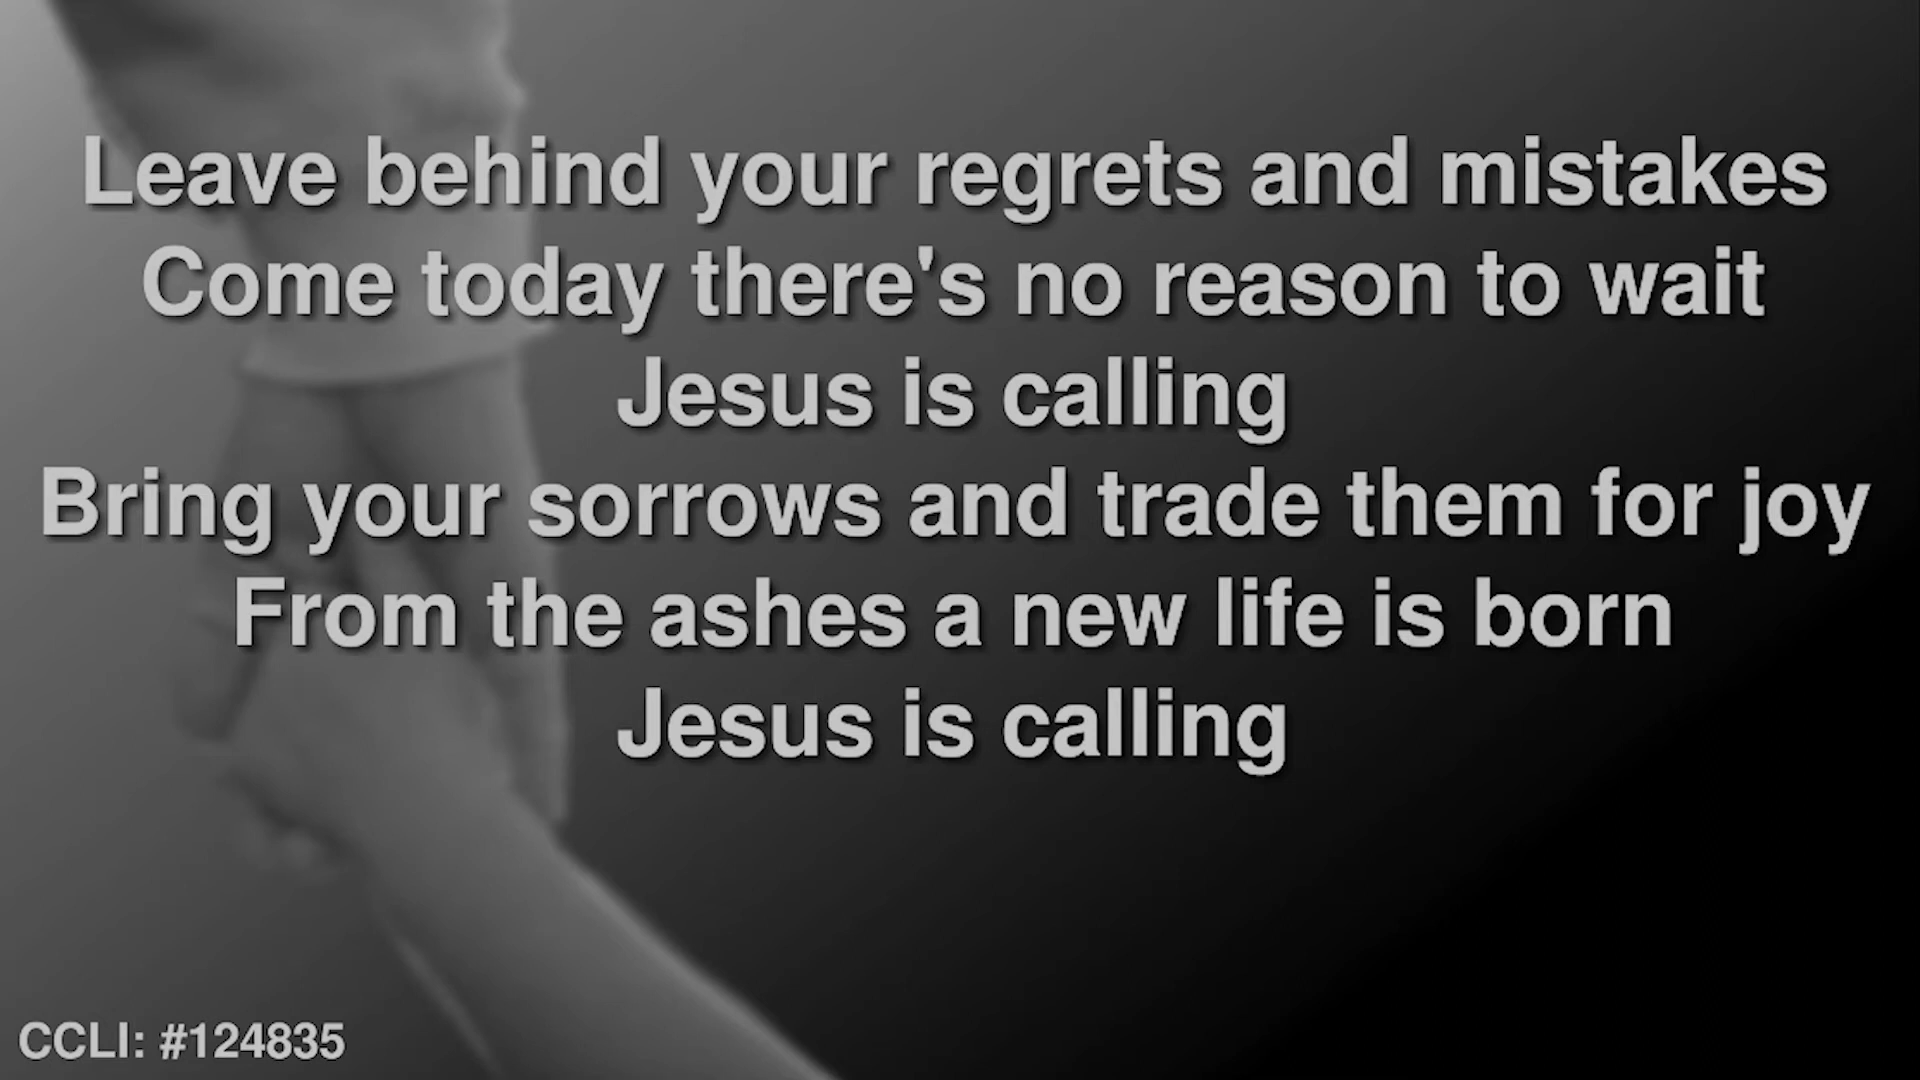 Leave behind your regrets and mistakes
Come today there's no reason to wait
Jesus is calling
Bring your sorrows and trade them for joy
From the ashes a new life is born
Jesus is calling
CCLI: #124835